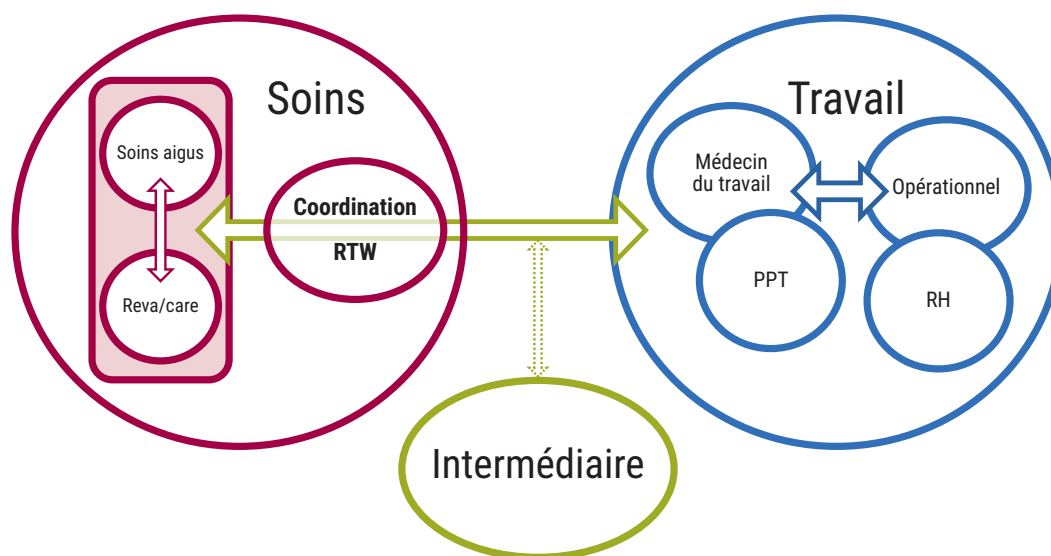 Soins
Travail
Soins aigus
Médecin
du travail
Opérationnel
Coordination
RTW
Reva/care
PPT
RH
Intermédiaire